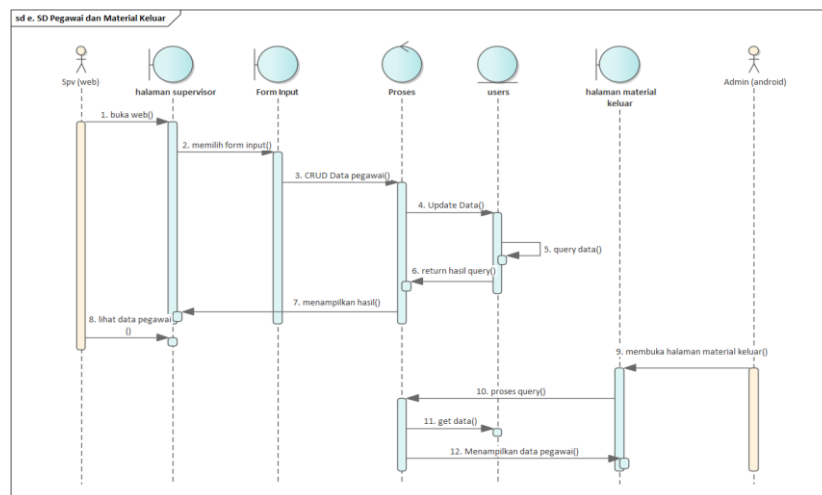 sd e. SD Pegawai dan Material Keluar
Spv (web)
halaman supervisor
Form Input
Proses
users
halaman material
keluar
Admin (android)
1. buka web()
2. memilih form input()
3. CRUD Data pegawai()
4. Update Data()
5. query data()
6. return hasil query()
7. menampilkan hasil()
8. lihat data pegawai
()
9. membuka halaman material keluar()
10. proses query()
11. get data()
12. Menampilkan data pegawai()